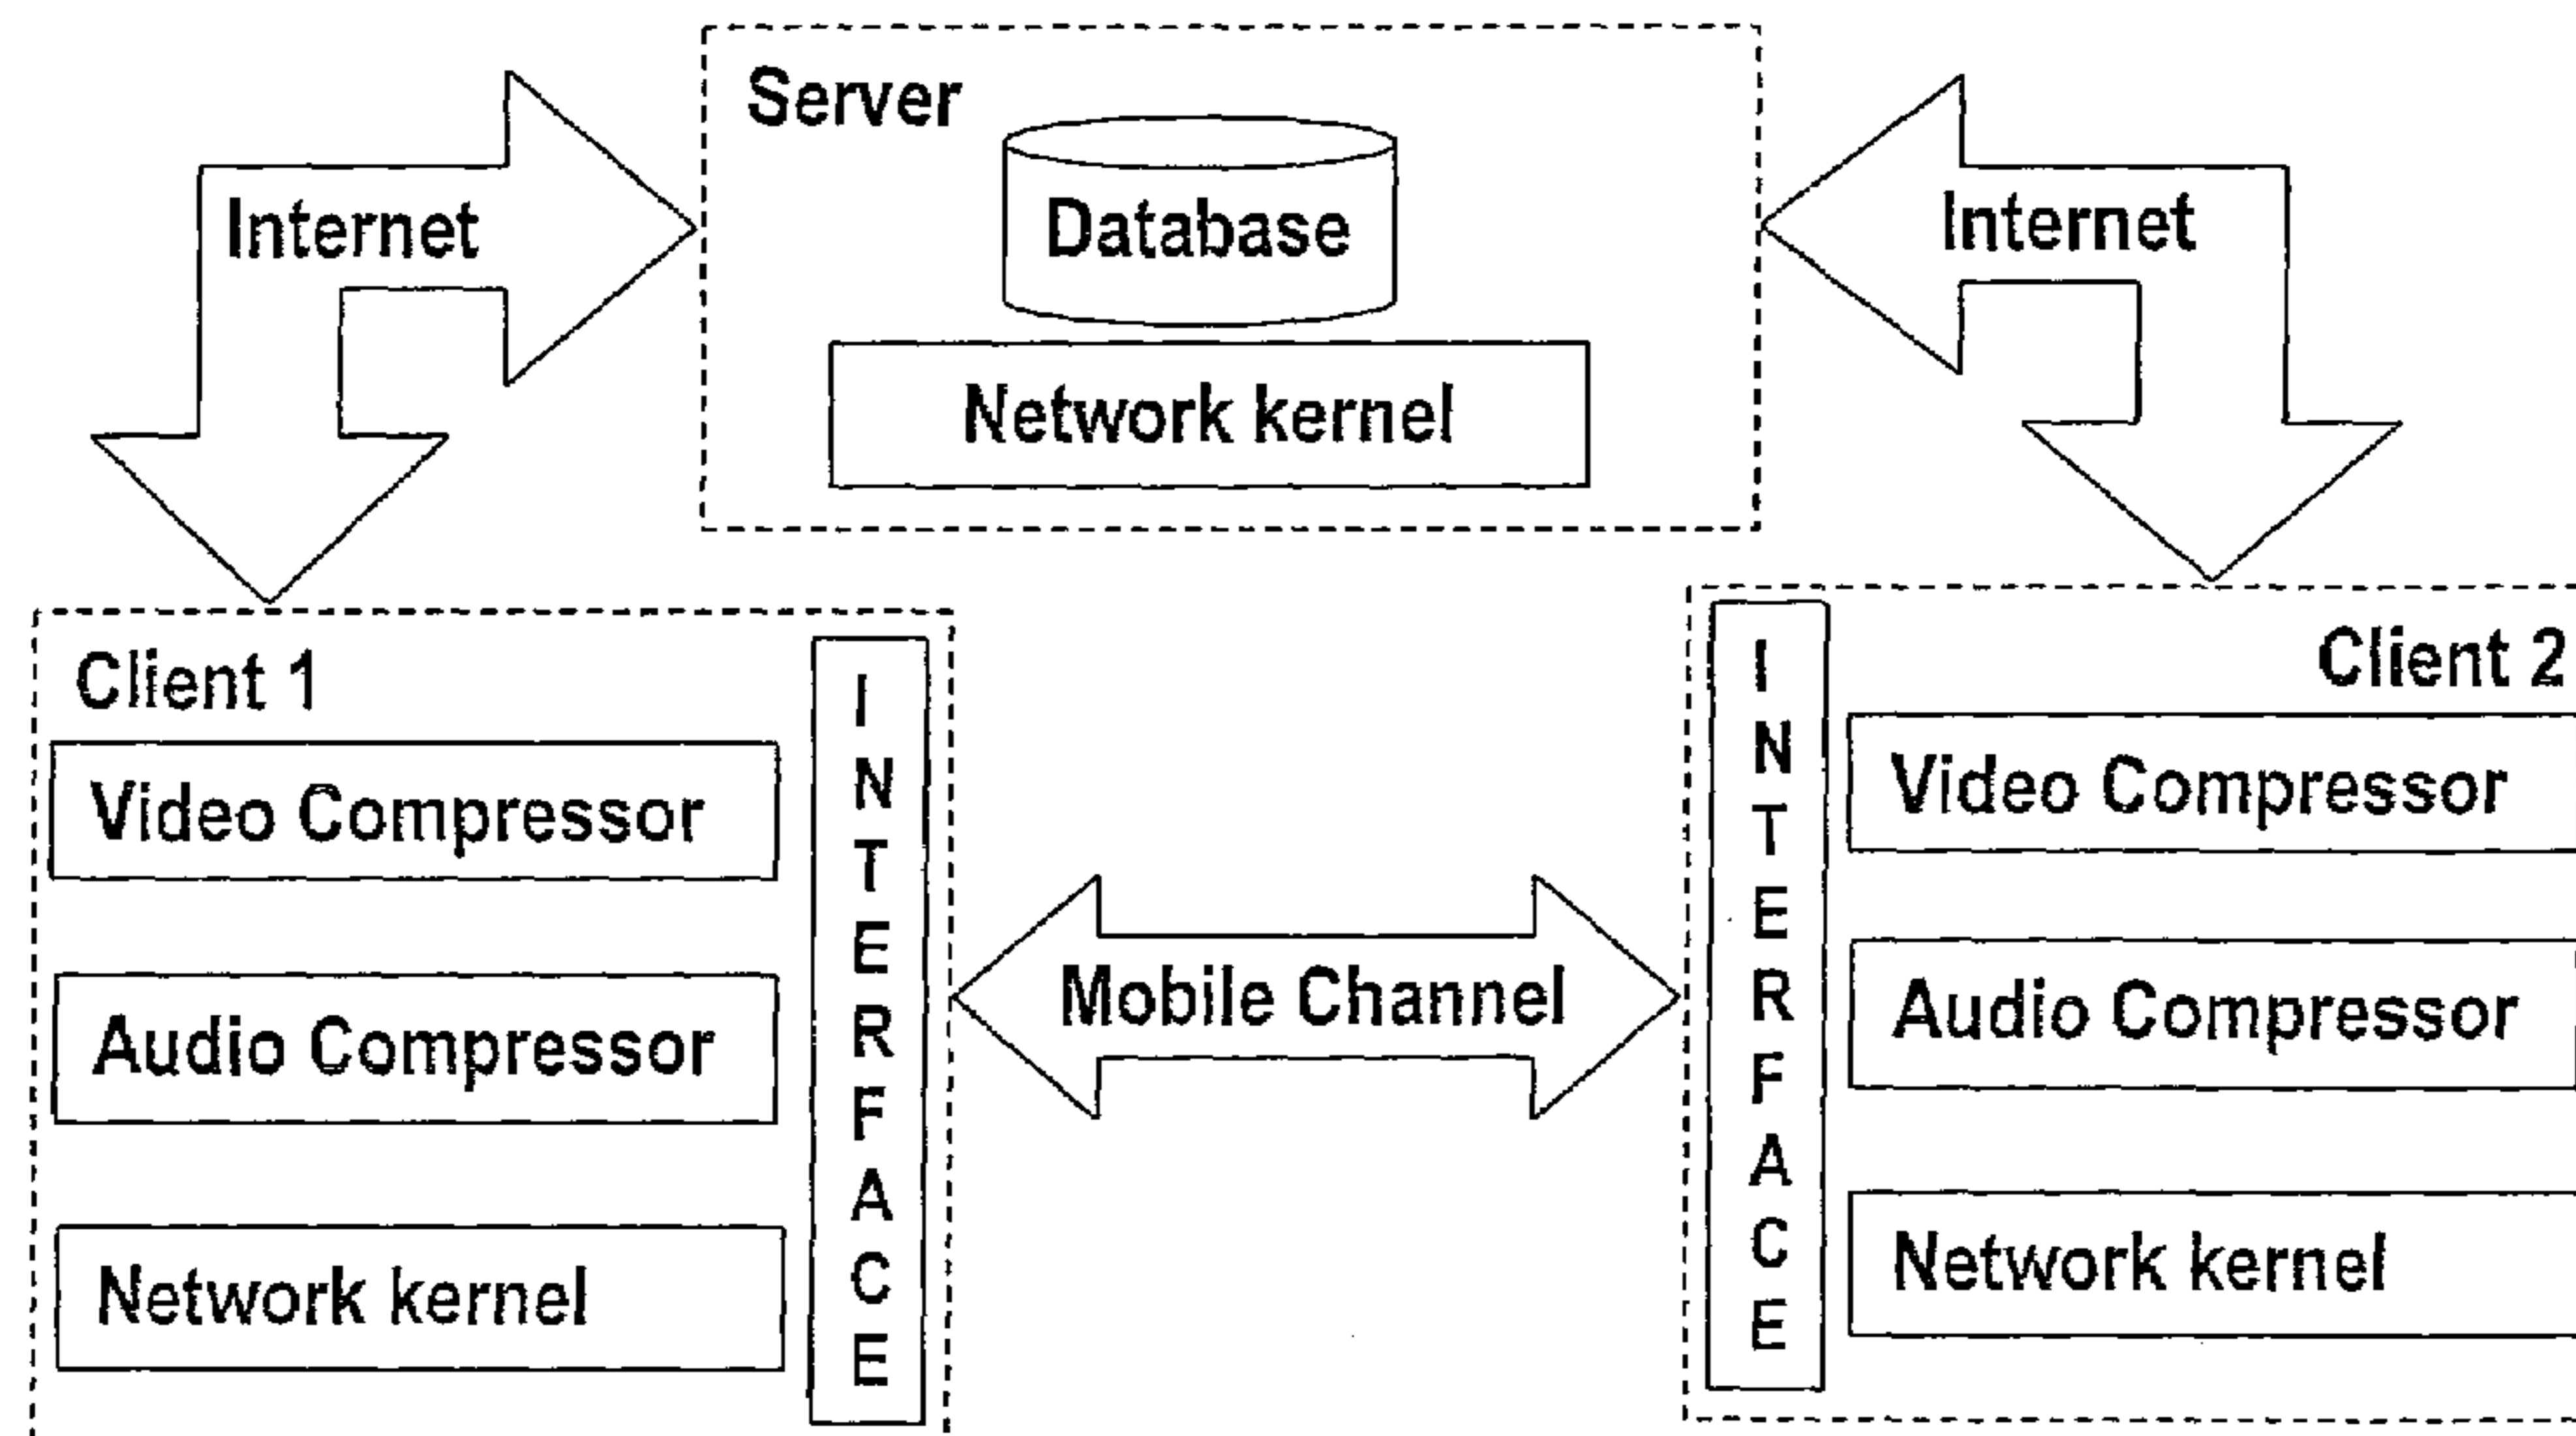 Server
Internet
Database
Internet
Network kernel
Client 1
Video Compressor
Audio Compressor
Network kernel
INTERFACE
Mobile Channel
INTERFACE
Client 2
Video Compressor
Audio Compressor
Network kernel